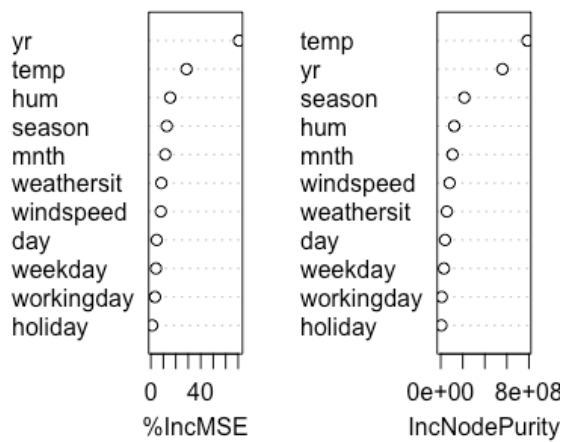 yr
temp
hum
season
mnth
weathersit
windspeed
day
weekday
workingday
holiday
0 40
%IncMSE
temp
yr
season
hum
mnth
windspeed
weathersit
day
weekday
workingday
holiday
0e+00 8e+08
IncNodePurity